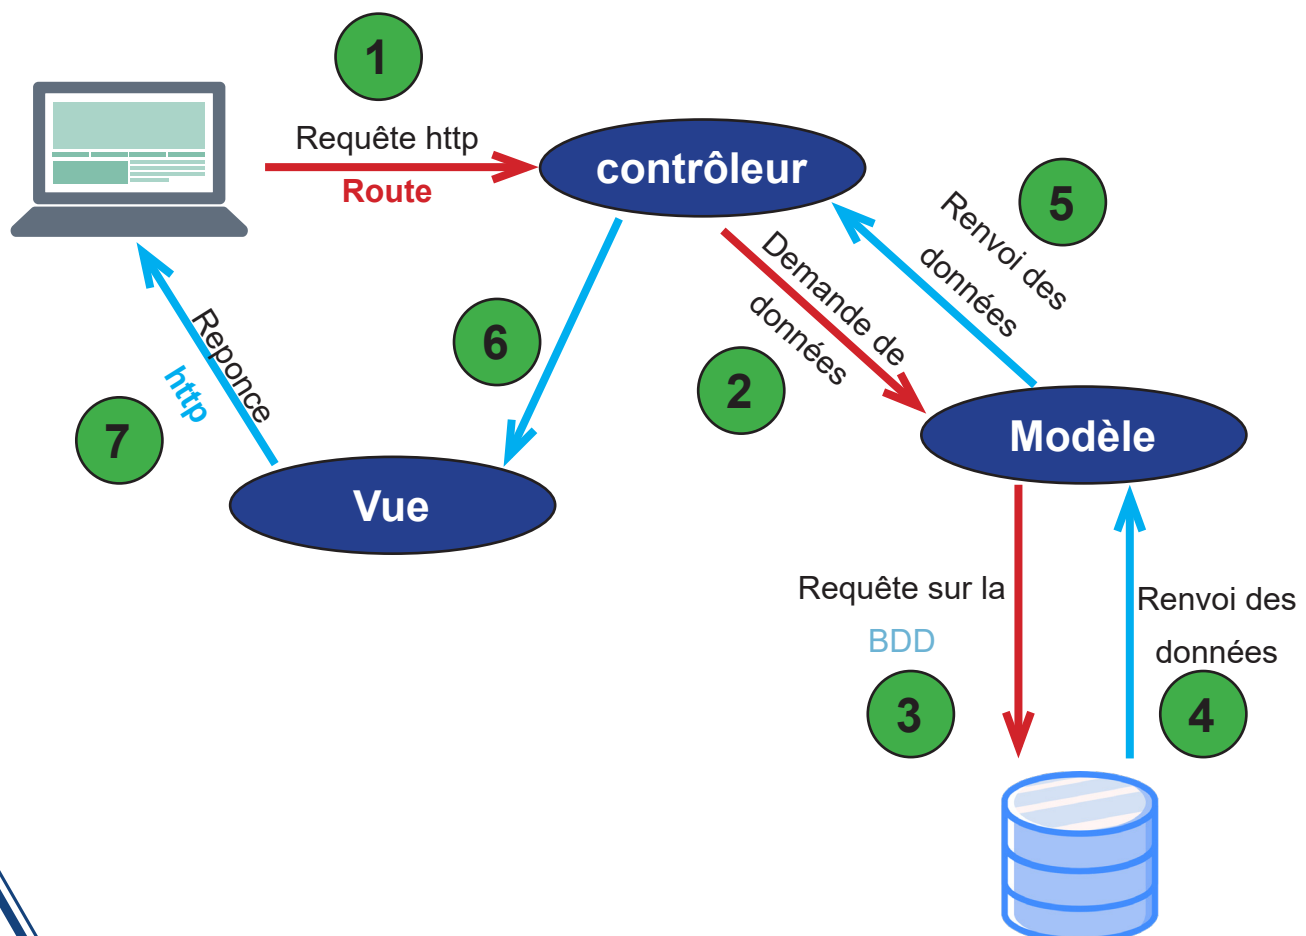 1
Requête http
Route
contrôleur
5
Renvoi des
données
Demande de
données
2
6
Reponce
http
7
Vue
Modèle
Requête sur la
BDD
3
Renvoi des
données
4